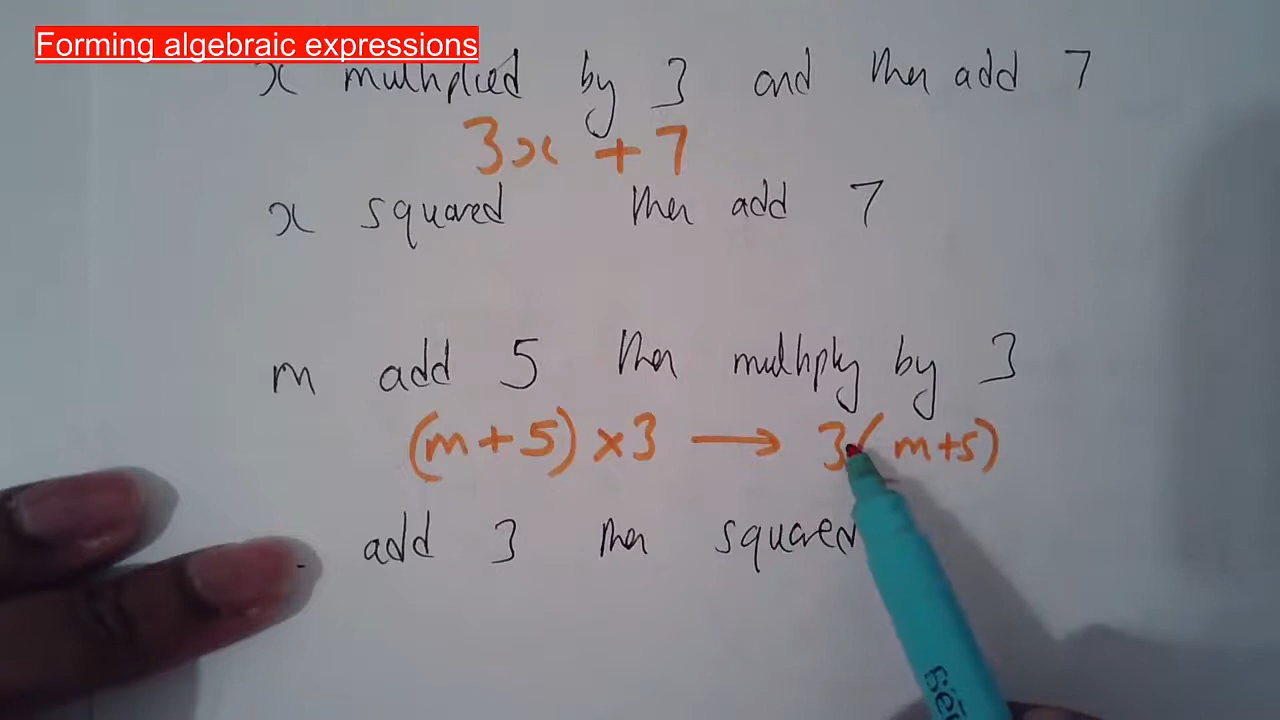 Forming algebraic expressions
x multiplied by 3 and then add 7
3x + 7
x squared then add 7
m add 5 then multiply by 3
(m + 5) × 3 → 3(m+5)
add 3 then squared